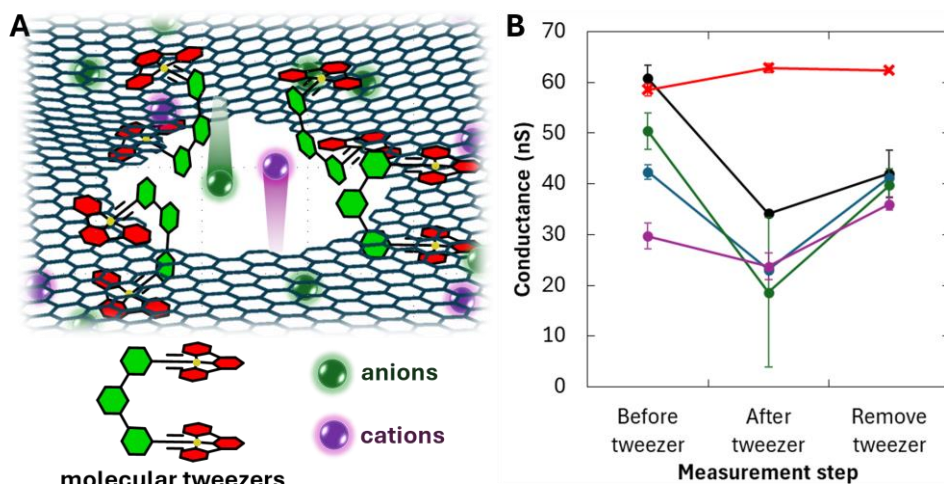 A
anions
cations
molecular tweezers
B
70
60
50
40
30
20
10
0
Conductance (nS)
Before tweezer
After tweezer
Remove tweezer
Measurement step